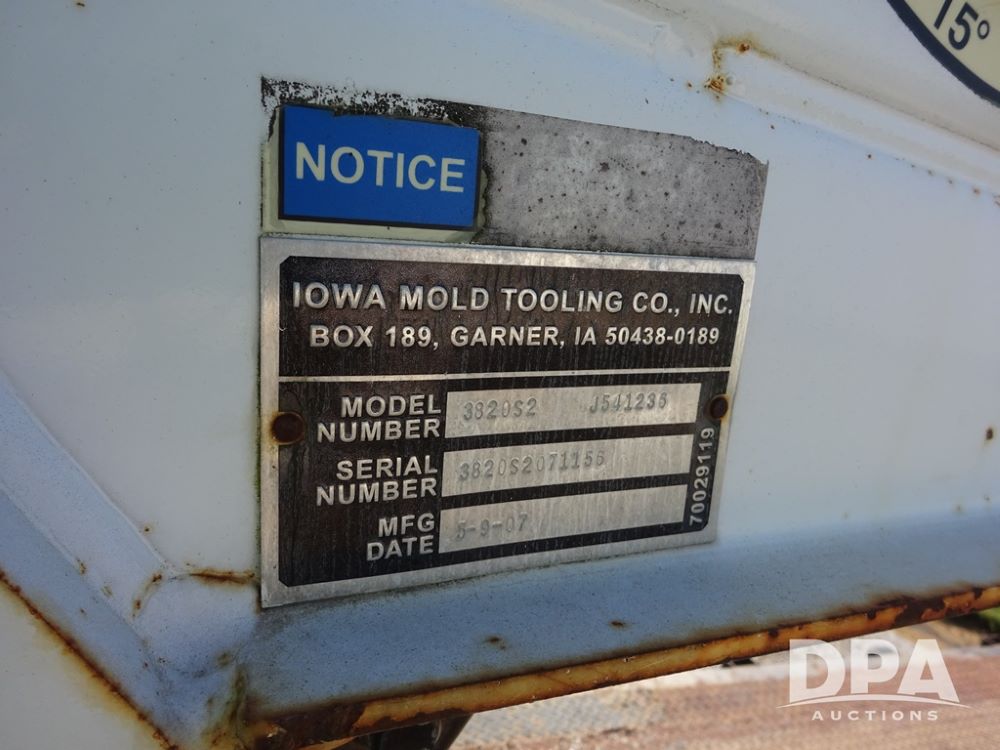 15°
NOTICE
IOWA MOLD TOOLING CO., INC.
BOX 189, GARNER, IA 50438-0189
MODEL NUMBER 3820S2 J541236
SERIAL NUMBER 3820S2071156
MFG DATE 5-9-07
70029119
DPA
AUCTIONS